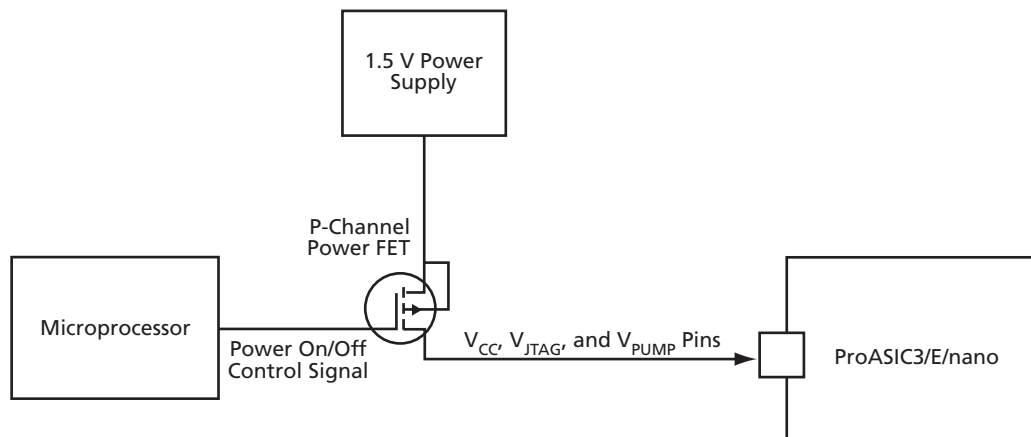 1.5 V Power
Supply
P-Channel
Power FET
Microprocessor
Power On/Off
Control Signal
VCC, VJTAG, and VPUMP Pins
ProASIC3/E/nano